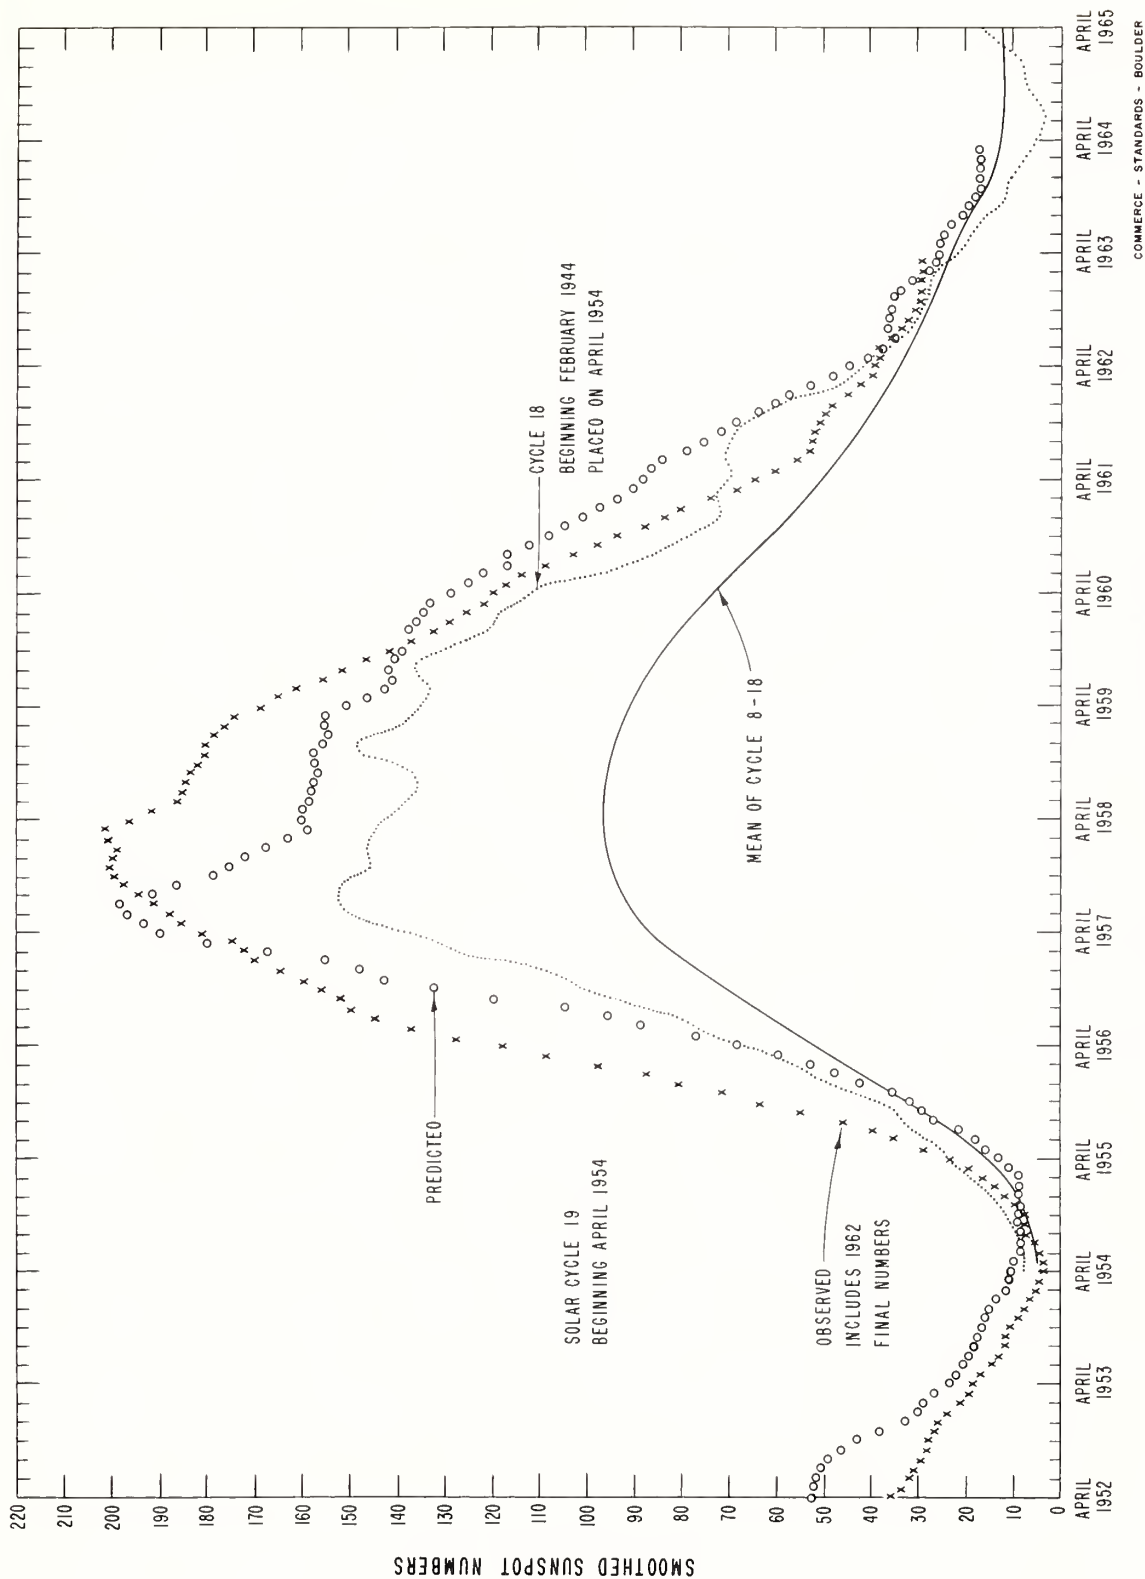 SMOOTHED SUNSPOT NUMBERS
220
210
200
190
180
170
160
150
140
130
120
110
100
90
80
70
60
50
40
30
20
10
0
PREDICTED
SOLAR CYCLE 19
BEGINNING APRIL 1954
OBSERVED
INCLUDES 1962
FINAL NUMBERS
CYCLE 18
BEGINNING FEBRUARY 1944
PLACED ON APRIL 1954
MEAN OF CYCLE 8-18
APRIL
1952
APRIL
1953
APRIL
1954
APRIL
1955
APRIL
1956
APRIL
1957
APRIL
1958
APRIL
1959
APRIL
1960
APRIL
1961
APRIL
1962
APRIL
1963
APRIL
1964
APRIL
1965
COMMERCE - STANDARDS - BOULDER